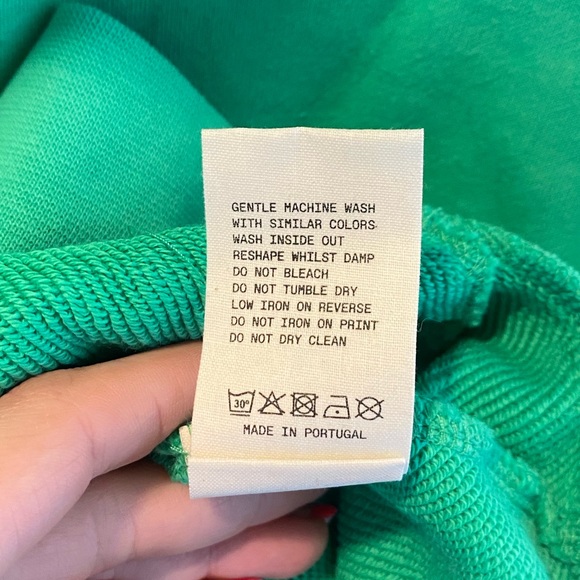 GENTLE MACHINE WASH
WITH SIMILAR COLORS
WASH INSIDE OUT
RESHAPE WHILST DAMP
DO NOT BLEACH
DO NOT TUMBLE DRY
LOW IRON ON REVERSE
DO NOT IRON ON PRINT
DO NOT DRY CLEAN
30°
MADE IN PORTUGAL